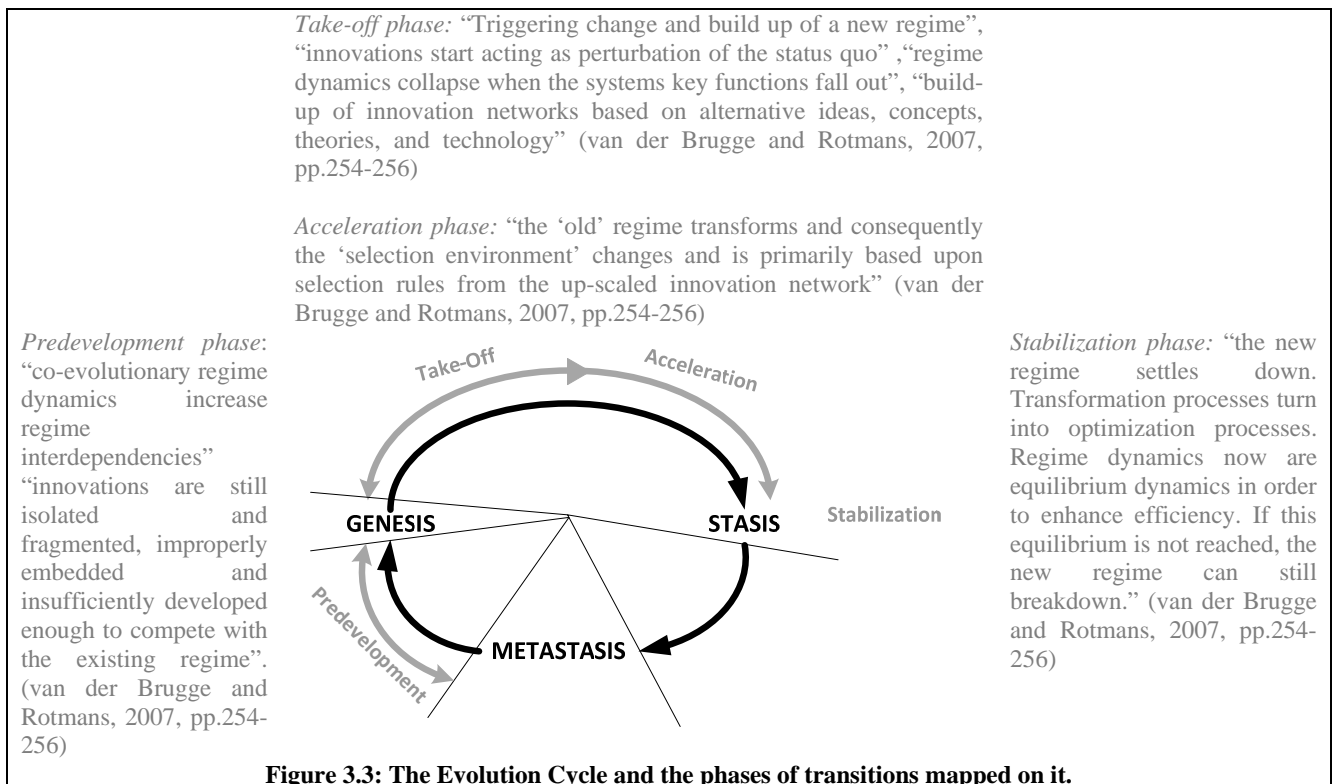 Take-off phase: “Triggering change and build up of a new regime”,
“innovations start acting as perturbation of the status quo” ,“regime
dynamics collapse when the systems key functions fall out”, “build-
up of innovation networks based on alternative ideas, concepts,
theories, and technology” (van der Brugge and Rotmans, 2007,
pp.254-256)
Acceleration phase: “the ‘old’ regime transforms and consequently
the ‘selection environment’ changes and is primarily based upon
selection rules from the up-scaled innovation network” (van der
Brugge and Rotmans, 2007, pp.254-256)
Predevelopment phase:
“co-evolutionary regime
dynamics increase
regime
interdependencies”
“innovations are still
isolated and
fragmented, improperly
embedded and
insufficiently developed
enough to compete with
the existing regime”.
(van der Brugge and
Rotmans, 2007, pp.254-
256)
Take-Off
Acceleration
GENESIS
STASIS
Stabilization
Predevelopment
METASTASIS
Stabilization phase: “the new
regime settles down.
Transformation processes turn
into optimization processes.
Regime dynamics now are
equilibrium dynamics in order
to enhance efficiency. If this
equilibrium is not reached, the
new regime can still
breakdown.” (van der Brugge
and Rotmans, 2007, pp.254-
256)
Figure 3.3: The Evolution Cycle and the phases of transitions mapped on it.